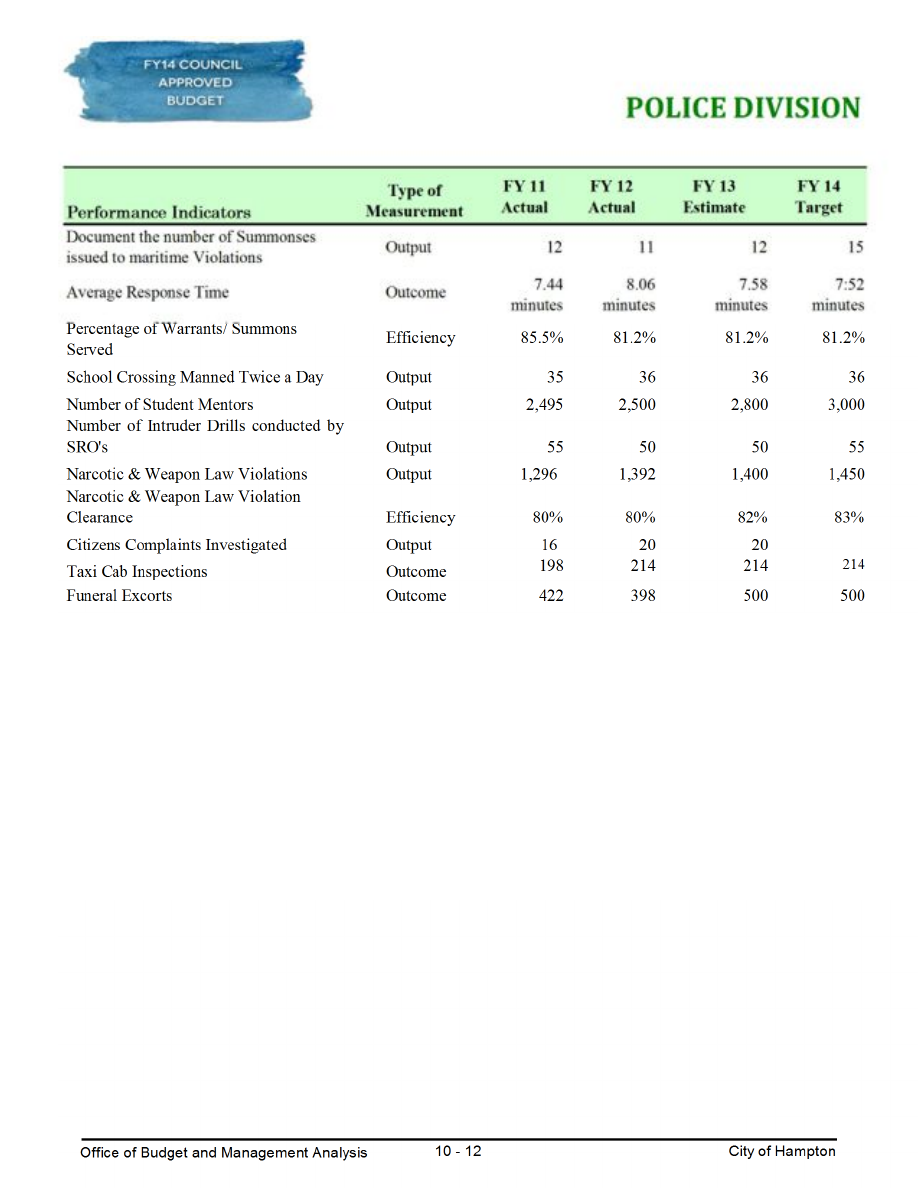 FY14 COUNCIL
APPROVED
BUDGET
POLICE DIVISION
Performance Indicators Type of Measurement FY 11 Actual FY 12 Actual FY 13 Estimate FY 14 Target
Document the number of Summonses
issued to maritime Violations Output 12 11 12 15
Average Response Time Outcome 7.44 minutes 8.06 minutes 7.58 minutes 7:52 minutes
Percentage of Warrants/ Summons
Served Efficiency 85.5% 81.2% 81.2% 81.2%
School Crossing Manned Twice a Day Output 35 36 36 36
Number of Student Mentors Output 2,495 2,500 2,800 3,000
Number of Intruder Drills conducted by
SRO's Output 55 50 50 55
Narcotic & Weapon Law Violations Output 1,296 1,392 1,400 1,450
Narcotic & Weapon Law Violation
Clearance Efficiency 80% 80% 82% 83%
Citizens Complaints Investigated Output 16 20 20
Taxi Cab Inspections Outcome 198 214 214 214
Funeral Excorts Outcome 422 398 500 500
Office of Budget and Management Analysis 10 - 12 City of Hampton